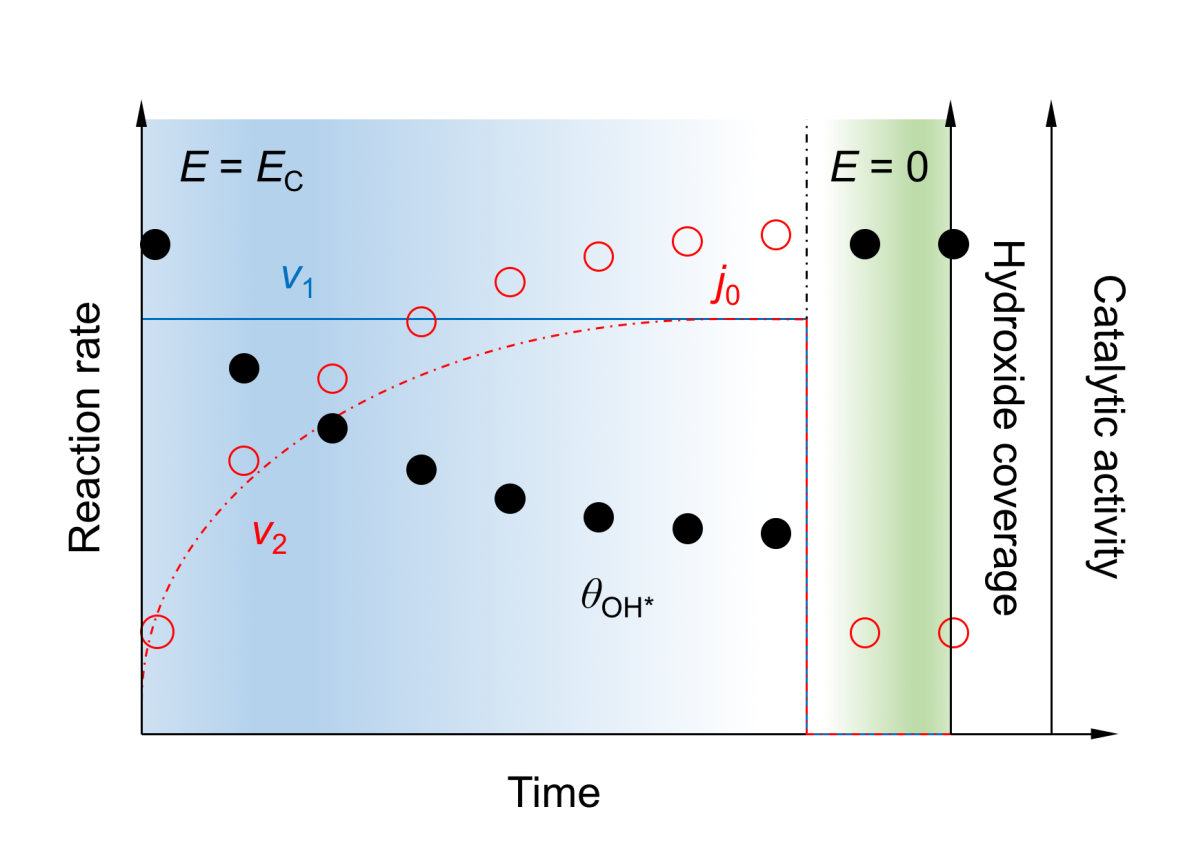 E = E_C
E = 0
v_1
j_0
v_2
θ_OH*
Reaction rate
Hydroxide coverage
Catalytic activity
Time